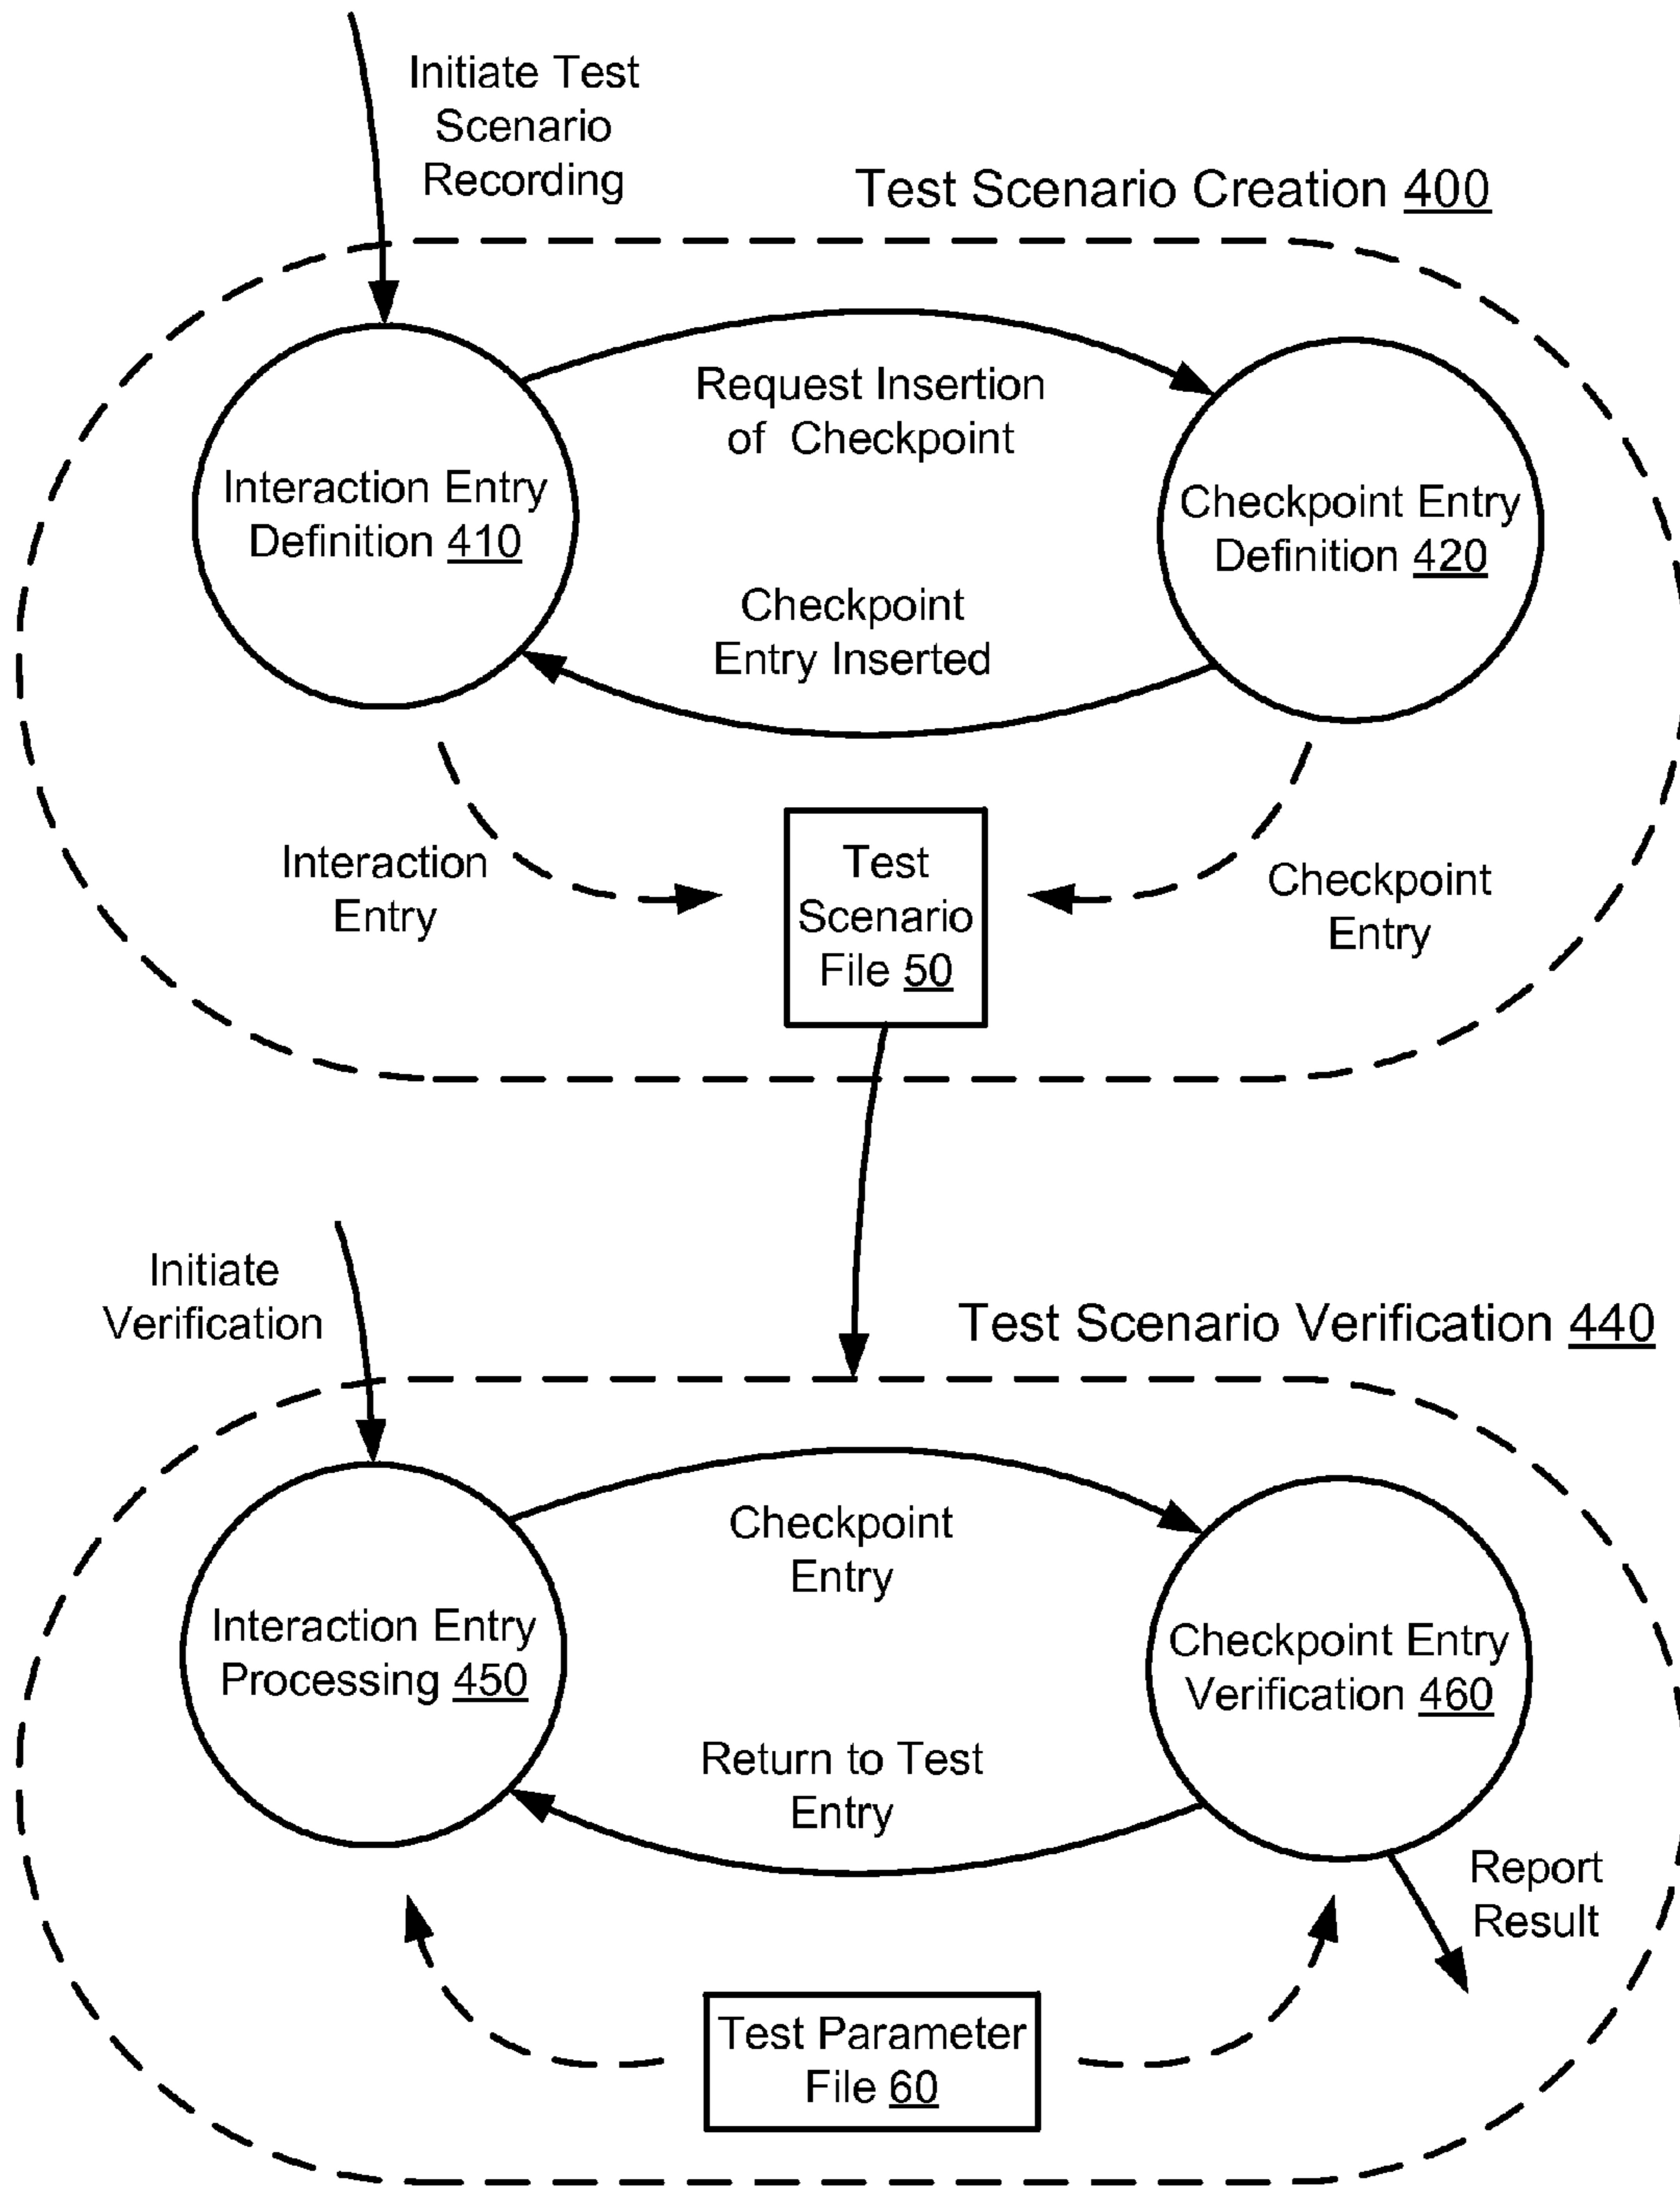 Initiate Test
Scenario
Recording
Test Scenario Creation 400
Request Insertion
of Checkpoint
Interaction Entry
Definition 410
Checkpoint Entry
Definition 420
Checkpoint
Entry Inserted
Interaction
Entry
Test
Scenario
File 50
Checkpoint
Entry
Initiate
Verification
Test Scenario Verification 440
Checkpoint
Entry
Interaction Entry
Processing 450
Checkpoint Entry
Verification 460
Return to Test
Entry
Report
Result
Test Parameter
File 60